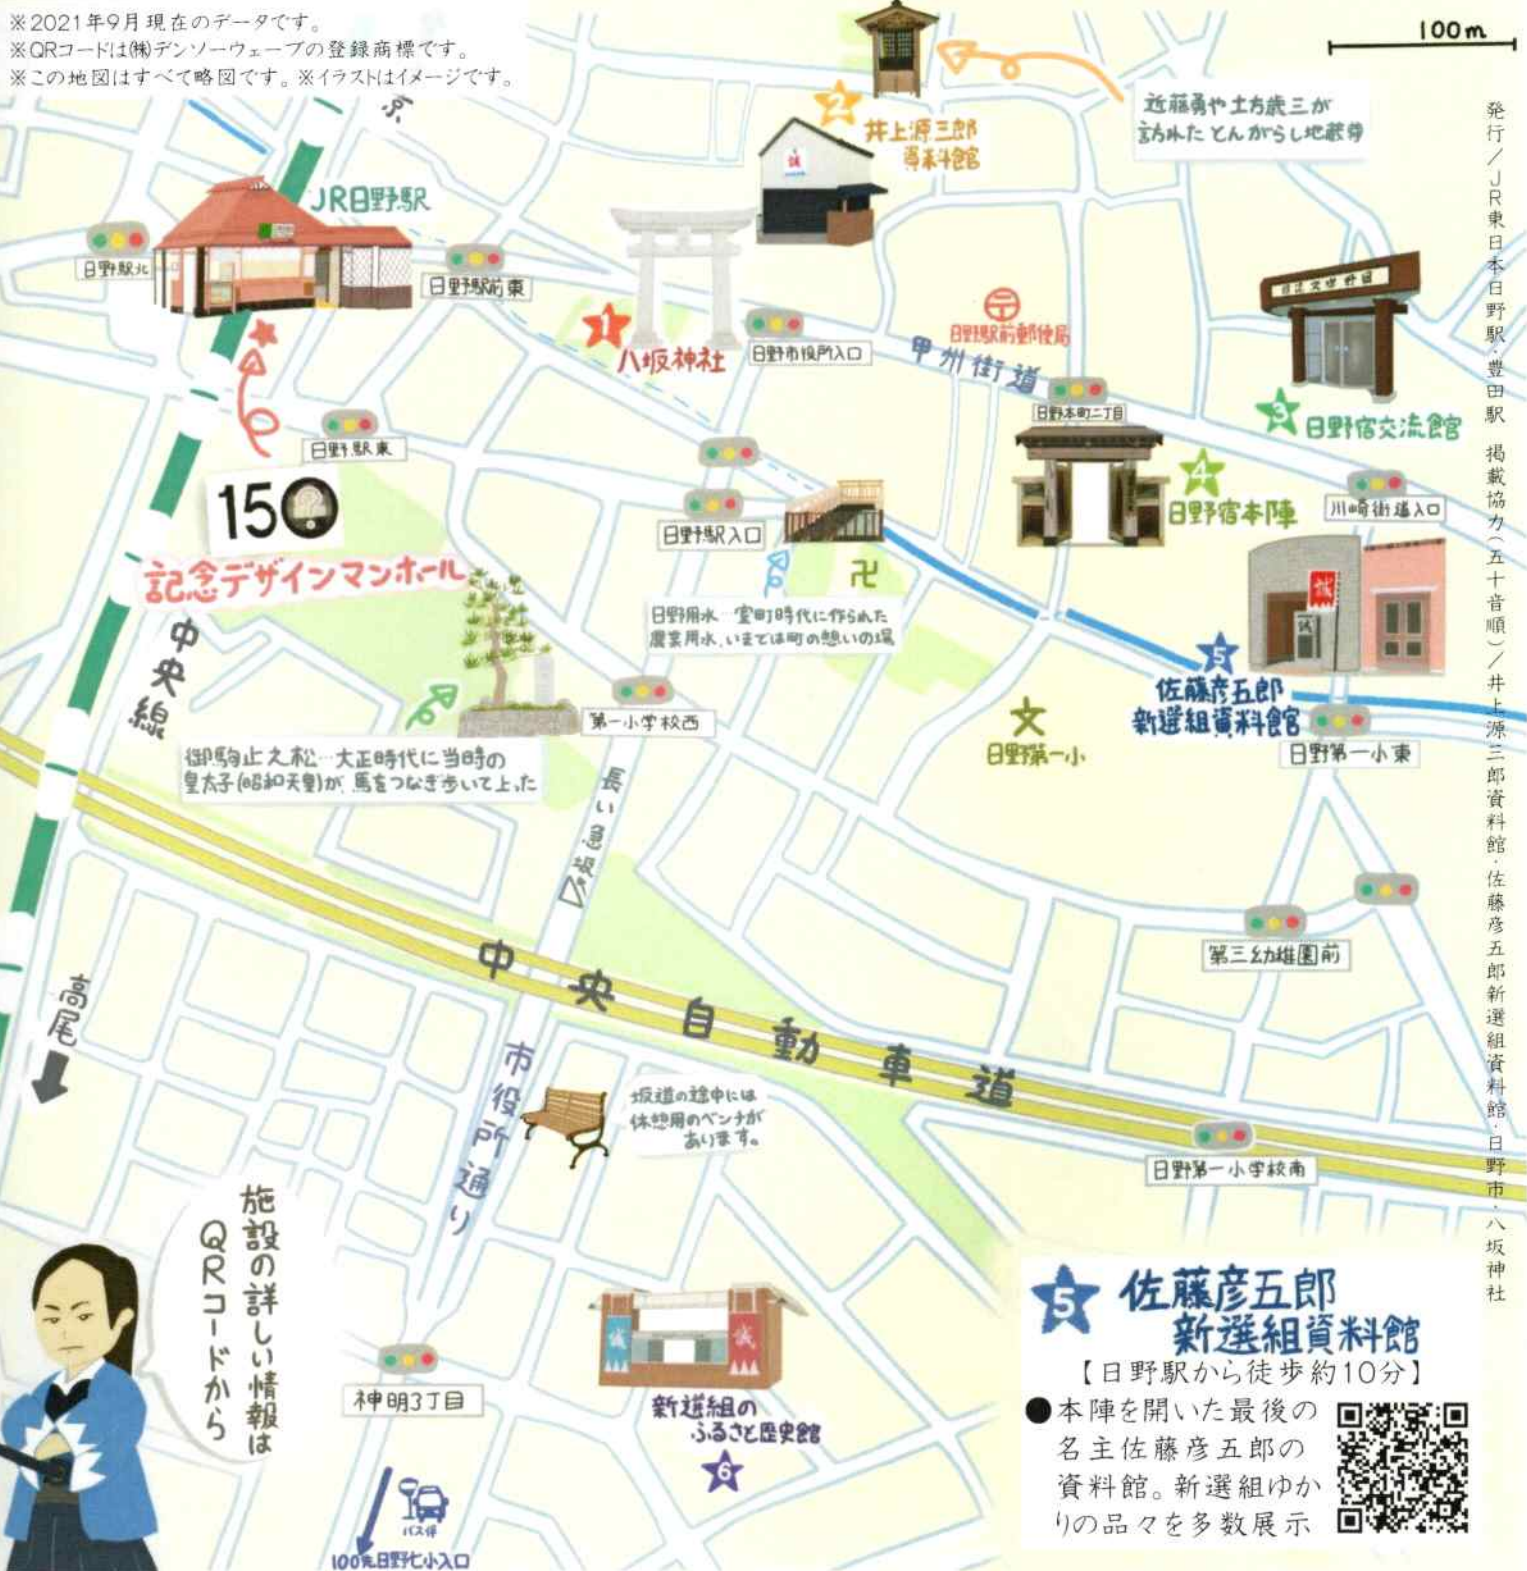 ※2021年9月現在のデータです。
※QRコードは㈱デンソーウェーブの登録商標です。
※この地図はすべて略図です。※イラストはイメージです。
100m
近藤勇や土方歳三が
訪れた とんがらし地蔵尊
2
井上源三郎
資料館
誠
JR日野駅
日野駅北
日野駅前東
1
八坂神社
日野市役所入口
日野駅前郵便局
甲州街道
日野本町二丁目
3
日野宿交流館
4
日野宿本陣
川崎街道入口
日野駅東
150
記念デザインマンホール
日野駅入口
日野用水…室町時代に作られた
農業用水、いまでは町の憩いの場
卍
誠
誠
5
佐藤彦五郎
新選組資料館
日野第一小東
文
日野第一小
中央線
第一小学校西
御駒止之松…大正時代に当時の
皇太子(昭和天皇)が、馬をつなぎ歩いて上った
長い登坂
第三幼稚園前
中央自動車道
高尾
市役所通り
坂道の途中には
休憩用のベンチが
あります。
日野第一小学校南
施設の詳しい情報は
QRコードから
神明3丁目
誠
誠
新選組の
ふるさと歴史館
6
バス停
100先日野七小入口
5 佐藤彦五郎
新選組資料館
【日野駅から徒歩約10分】
●本陣を開いた最後の
名主佐藤彦五郎の
資料館。新選組ゆか
りの品々を多数展示
発行/JR東日本日野駅・豊田駅 掲載協力(五十音順)/井上源三郎資料館・佐藤彦五郎新選組資料館・日野市・八坂神社